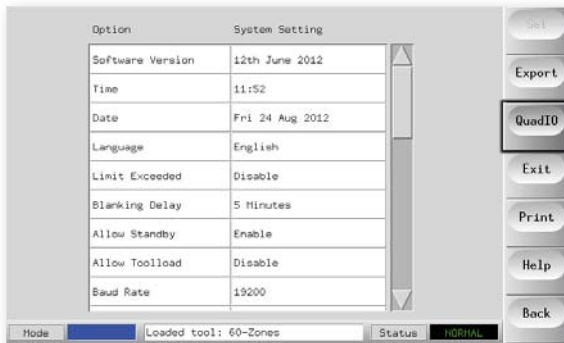 Option System Setting
Software Version 12th June 2012
Time 11:52
Date Fri 24 Aug 2012
Language English
Limit Exceeded Disable
Blanking Delay 5 Minutes
Allow Standby Enable
Allow Toolload Disable
Baud Rate 19200
Set
Export
QuadIO
Exit
Print
Help
Back
Mode Loaded tool: 60-Zones Status NORMAL